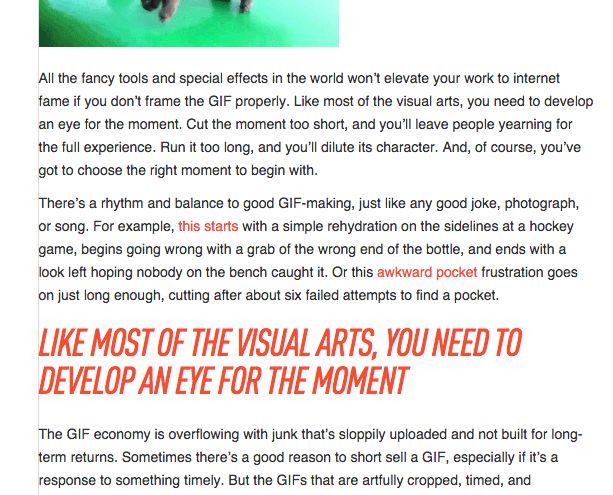 All the fancy tools and special effects in the world won’t elevate your work to internet
fame if you don’t frame the GIF properly. Like most of the visual arts, you need to develop
an eye for the moment. Cut the moment too short, and you’ll leave people yearning for
the full experience. Run it too long, and you’ll dilute its character. And, of course, you’ve
got to choose the right moment to begin with.
There’s a rhythm and balance to good GIF-making, just like any good joke, photograph,
or song. For example, this starts with a simple rehydration on the sidelines at a hockey
game, begins going wrong with a grab of the wrong end of the bottle, and ends with a
look left hoping nobody on the bench caught it. Or this awkward pocket frustration goes
on just long enough, cutting after about six failed attempts to find a pocket.
LIKE MOST OF THE VISUAL ARTS, YOU NEED TO
DEVELOP AN EYE FOR THE MOMENT
The GIF economy is overflowing with junk that’s sloppily uploaded and not built for long-
term returns. Sometimes there’s a good reason to short sell a GIF, especially if it’s a
response to something timely. But the GIFs that are artfully cropped, timed, and